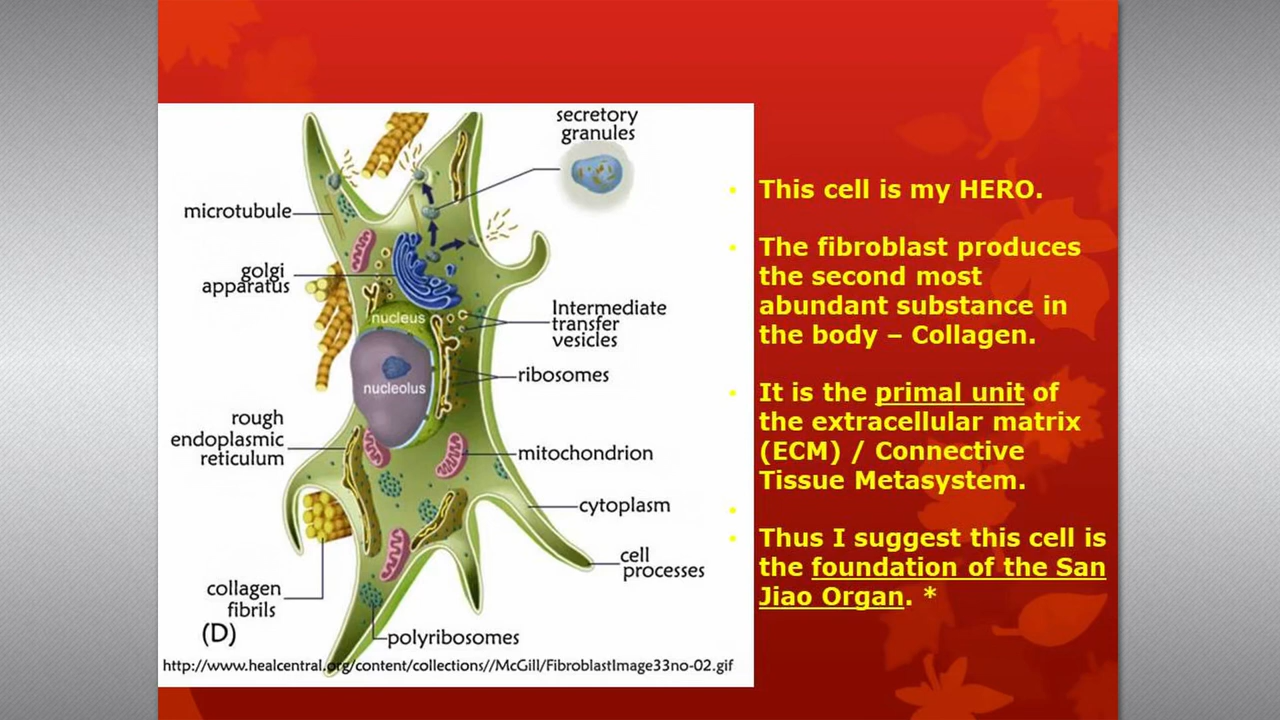 secretory
granules
microtubule
golgi
apparatus
nucleus
Intermediate
transfer
vesicles
nucleolus
ribosomes
rough
endoplasmic
reticulum
mitochondrion
cytoplasm
cell
processes
collagen
fibrils
(D)
polyribosomes
http://www.healcentral.org/content/collections//McGill/FibroblastImage33no-02.gif
• This cell is my HERO.
• The fibroblast produces
the second most
abundant substance in
the body – Collagen.
• It is the primal unit of
the extracellular matrix
(ECM) / Connective
Tissue Metasystem.
•
• Thus I suggest this cell is
the foundation of the San
Jiao Organ. *